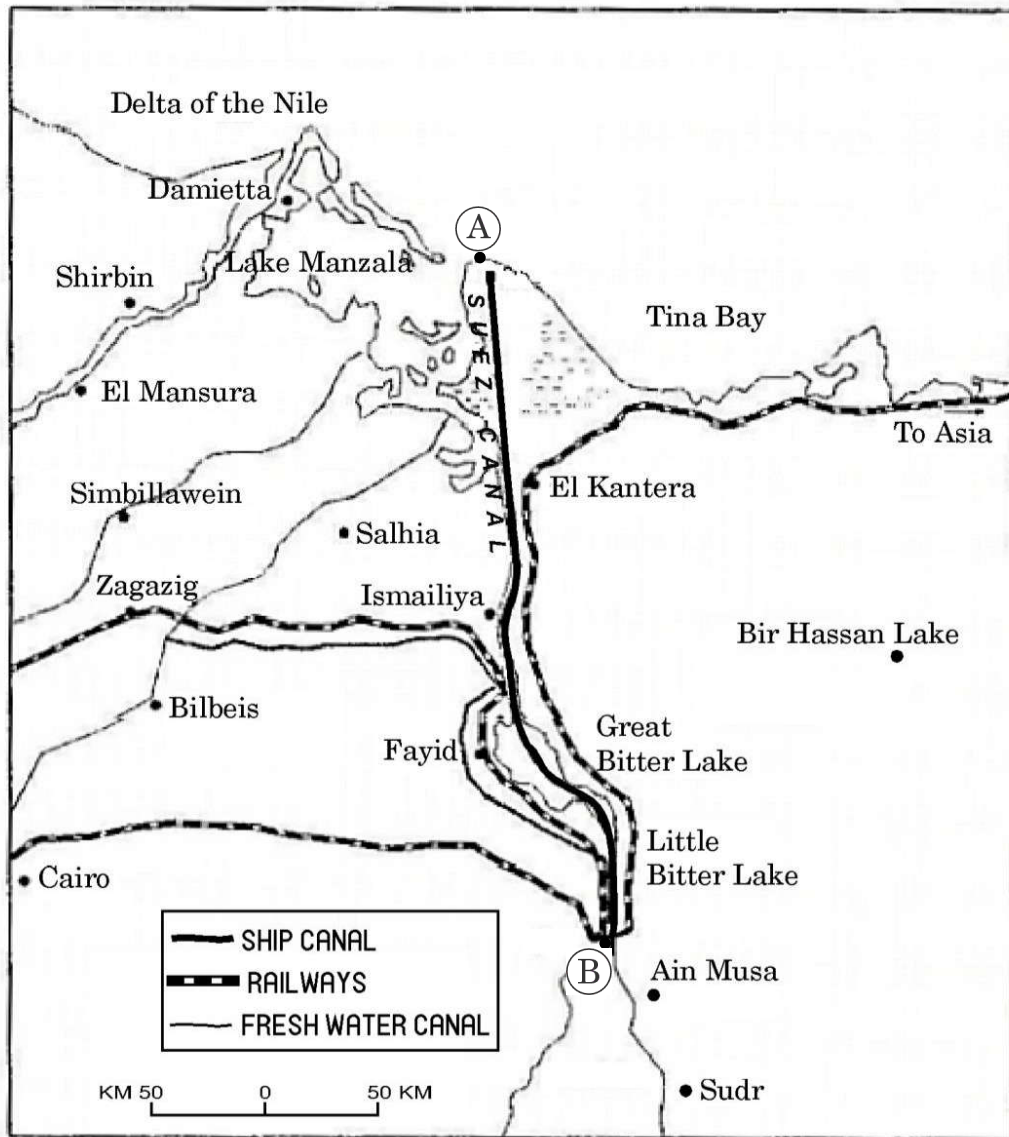 Delta of the Nile
Damietta
A
Lake Manzala
Shirbin
Tina Bay
SUEZ CANAL
El Mansura
To Asia
El Kantera
Simbillawein
Salhia
Zagazig
Ismailiya
Bir Hassan Lake
Bilbeis
Great
Bitter Lake
Fayid
Little
Bitter Lake
Cairo
SHIP CANAL
RAILWAYS
FRESH WATER CANAL
B
Ain Musa
Sudr
KM 50 0 50 KM